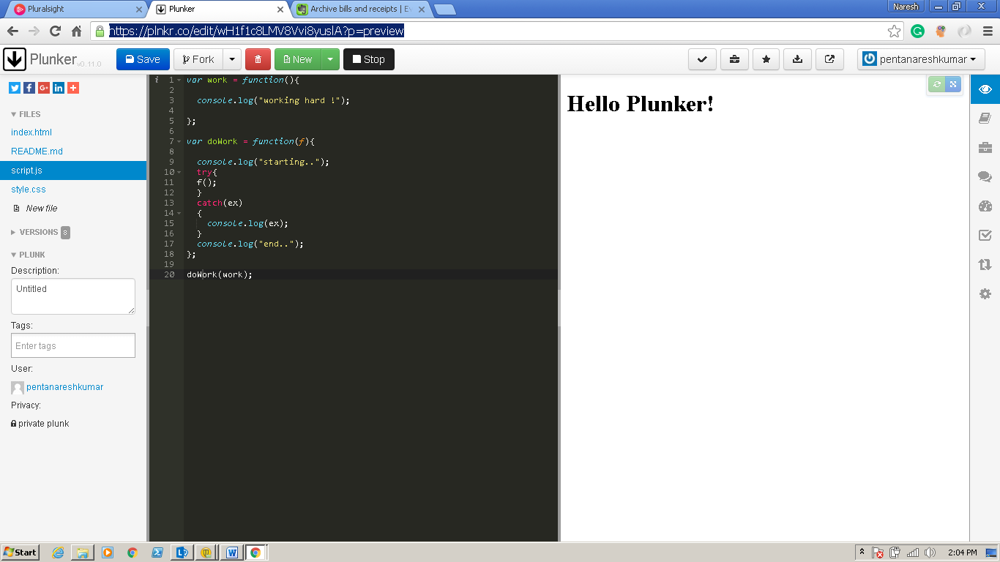 Pluralsight
Plunker
Archive bills and receipts | E
Naresh
https://plnkr.co/edit/wH1f1c8LMV8Vvi8yuslA?p=preview
Plunker v0.11.0
Save
Fork
New
Stop
pentanareshkumar
FILES
index.html
README.md
script.js
style.css
New file
VERSIONS 8
PLUNK
Description:
Untitled
Tags:
Enter tags
User:
pentanareshkumar
Privacy:
private plunk
i 1 var work = function(){
2
3 console.log("working hard !");
4
5 };
6
7 var doWork = function(f){
8
9 console.log("starting..");
10 try{
11 f();
12 }
13 catch(ex)
14 {
15 console.log(ex);
16 }
17 console.log("end..");
18 };
19
20 doWork(work);
Hello Plunker!
Start
2:04 PM